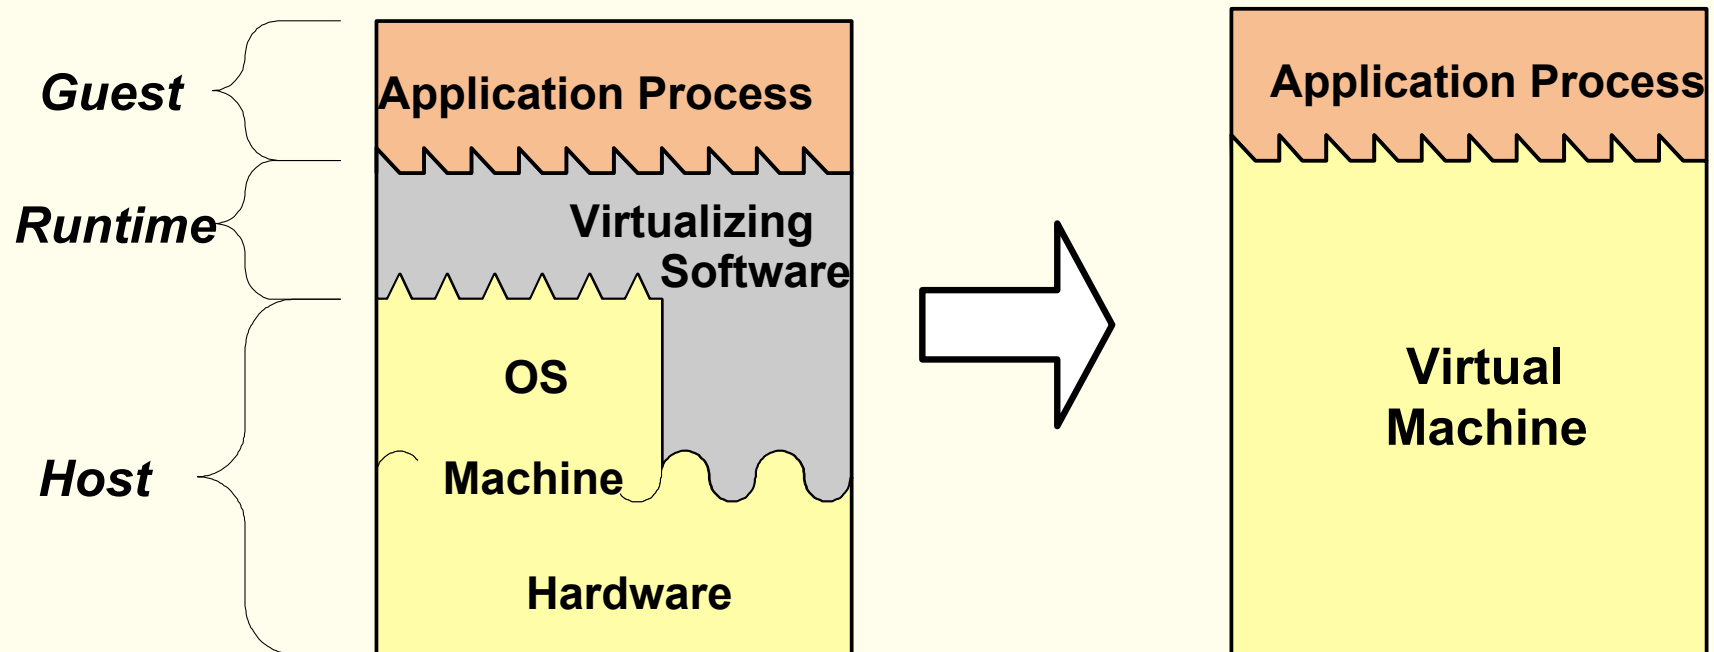 Guest
Application Process
Runtime
Virtualizing
Software
Host
OS
Machine
Hardware
Application Process
Virtual
Machine